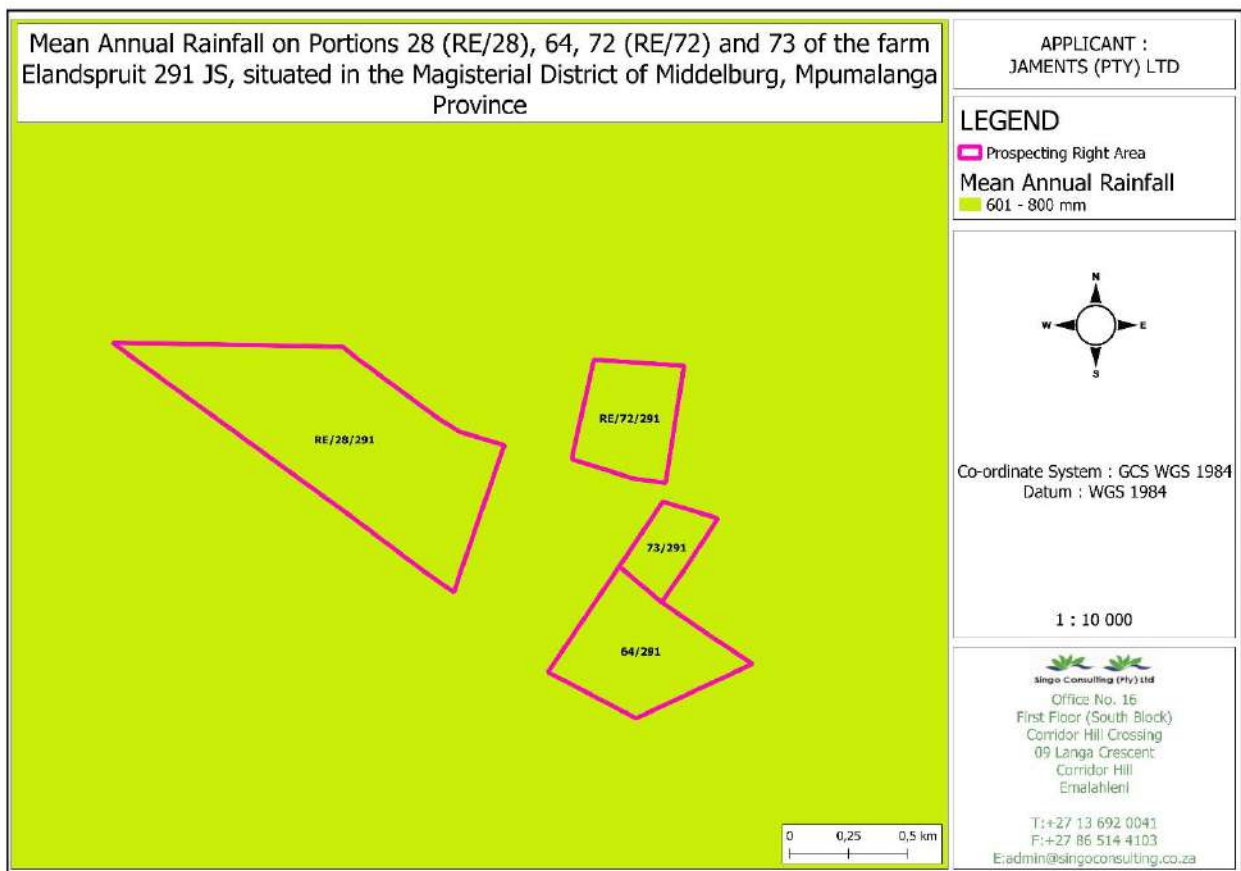 Mean Annual Rainfall on Portions 28 (RE/28), 64, 72 (RE/72) and 73 of the farm
Elandspruit 291 JS, situated in the Magisterial District of Middelburg, Mpumalanga
Province
APPLICANT :
JAMENTS (PTY) LTD
LEGEND
Prospecting Right Area
Mean Annual Rainfall
601 - 800 mm
N
W E
S
Co-ordinate System : GCS WGS 1984
Datum : WGS 1984
1 : 10 000
Singo Consulting (Pty) Ltd
Office No. 16
First Floor (South Block)
Corridor Hill Crossing
09 Langa Crescent
Corridor Hill
Emalahleni
T:+27 13 692 0041
F:+27 86 514 4103
E:admin@singoconsulting.co.za
RE/28/291
RE/72/291
73/291
64/291
0 0,25 0,5 km